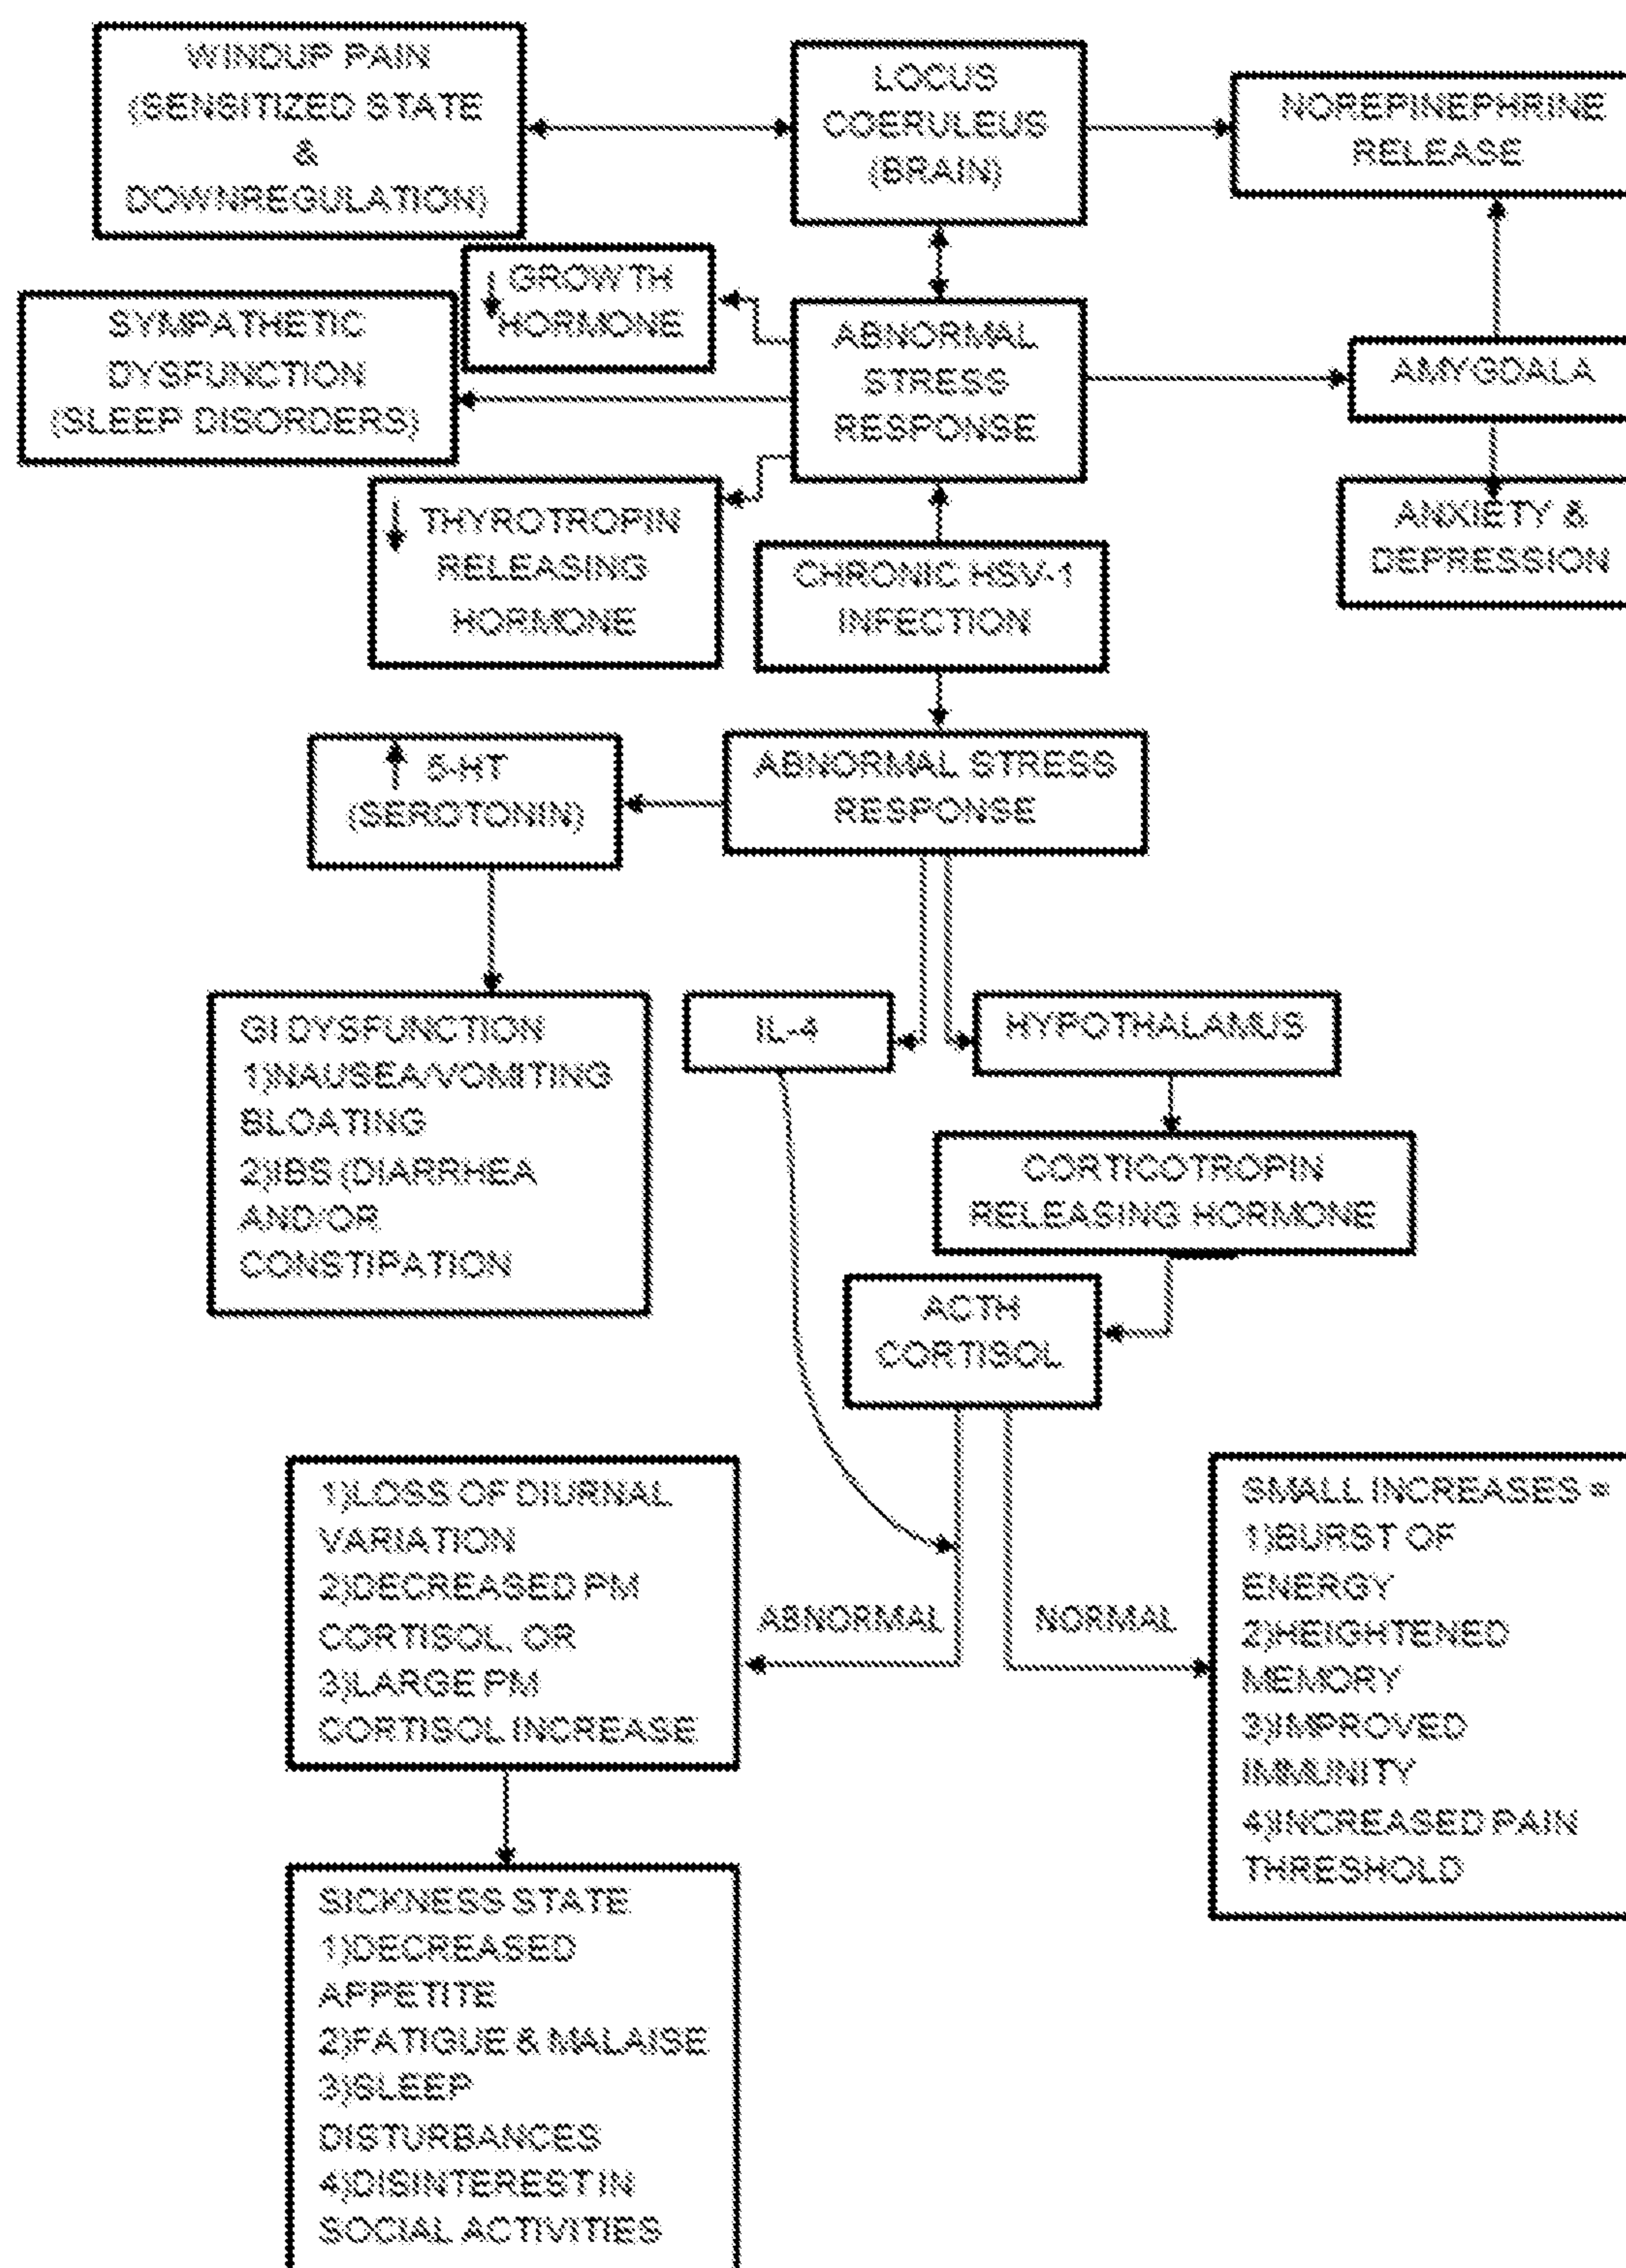 WINDUP PAIN
(SENSITIZED STATE
&
DOWNREGULATION)
LOCUS
COERULEUS
(BRAIN)
NOREPINEPHRINE
RELEASE
↓ GROWTH
HORMONE
SYMPATHETIC
DYSFUNCTION
(SLEEP DISORDERS)
ABNORMAL
STRESS
RESPONSE
AMYGDALA
↓ THYROTROPIN
RELEASING
HORMONE
CHRONIC HSV-1
INFECTION
ANXIETY &
DEPRESSION
↑ 5-HT
(SEROTONIN)
ABNORMAL STRESS
RESPONSE
GI DYSFUNCTION
1)NAUSEA/VOMITING
BLOATING
2)IBS (DIARRHEA
AND/OR
CONSTIPATION
IL-4
HYPOTHALAMUS
CORTICOTROPIN
RELEASING HORMONE
ACTH
CORTISOL
1)LOSS OF DIURNAL
VARIATION
2)DECREASED PM
CORTISOL, OR
3)LARGE PM
CORTISOL INCREASE
ABNORMAL
NORMAL
SMALL INCREASES =
1)BURST OF
ENERGY
2)HEIGHTENED
MEMORY
3)IMPROVED
IMMUNITY
4)INCREASED PAIN
THRESHOLD
SICKNESS STATE
1)DECREASED
APPETITE
2)FATIGUE & MALAISE
3)SLEEP
DISTURBANCES
4)DISINTEREST IN
SOCIAL ACTIVITIES